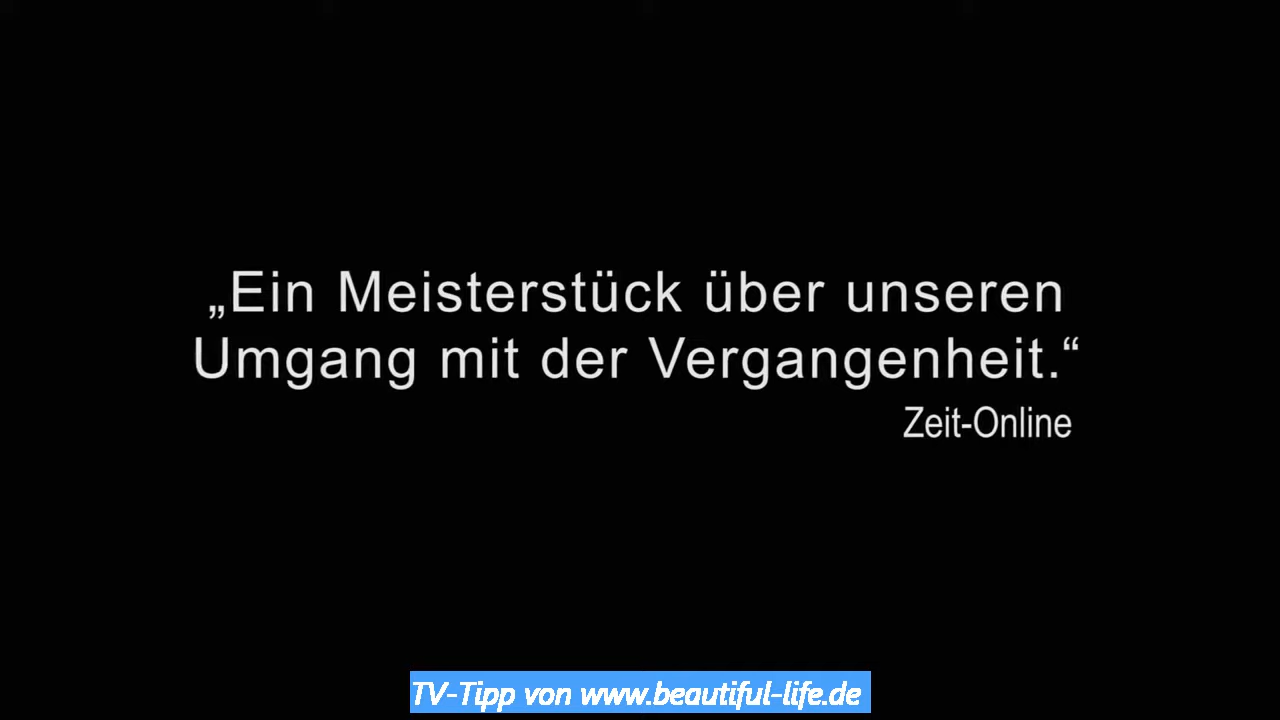 „Ein Meisterstück über unseren
Umgang mit der Vergangenheit.“
Zeit-Online
TV-Tipp von www.beautiful-life.de